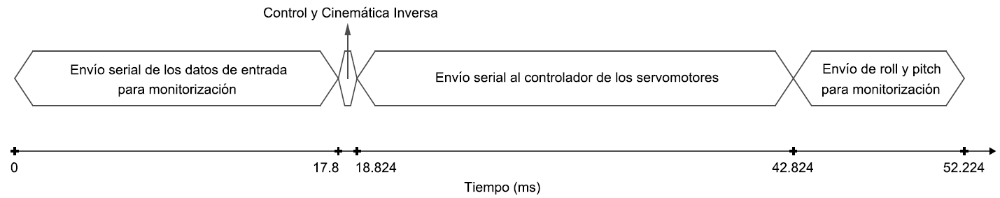 Control y Cinemática Inversa
Envío serial de los datos de entrada
para monitorización
Envío serial al controlador de los servomotores
Envío de roll y pitch
para monitorización
0
17.8
18.824
42.824
52.224
Tiempo (ms)